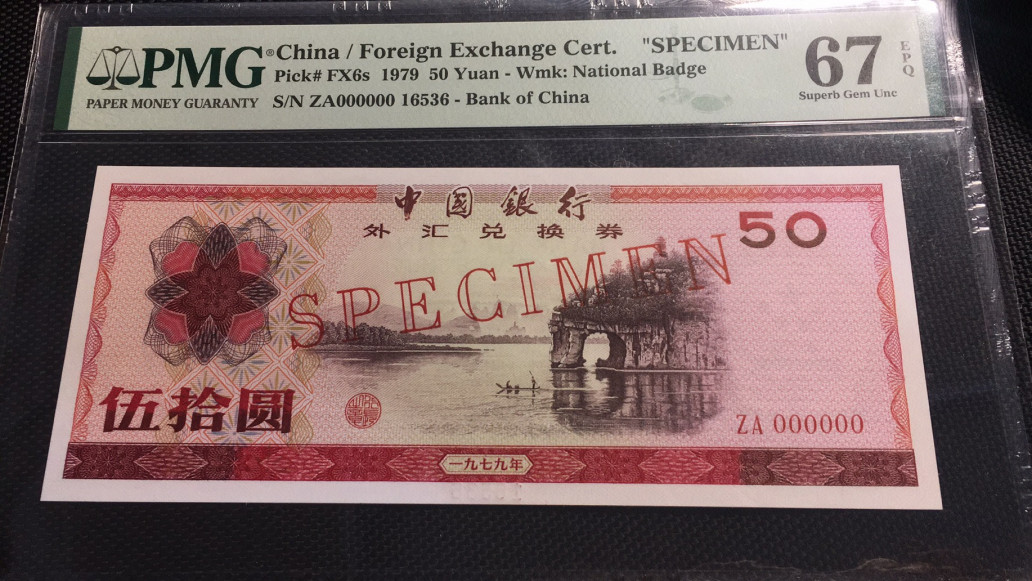 PMG® China / Foreign Exchange Cert. "SPECIMEN"
Pick# FX6s 1979 50 Yuan - Wmk: National Badge
PAPER MONEY GUARANTY S/N ZA000000 16536 - Bank of China
67 EPQ
Superb Gem Unc
中国銀行
外汇兑换券
50
SPECIMEN
伍拾圆
ZA 000000
一九七九年